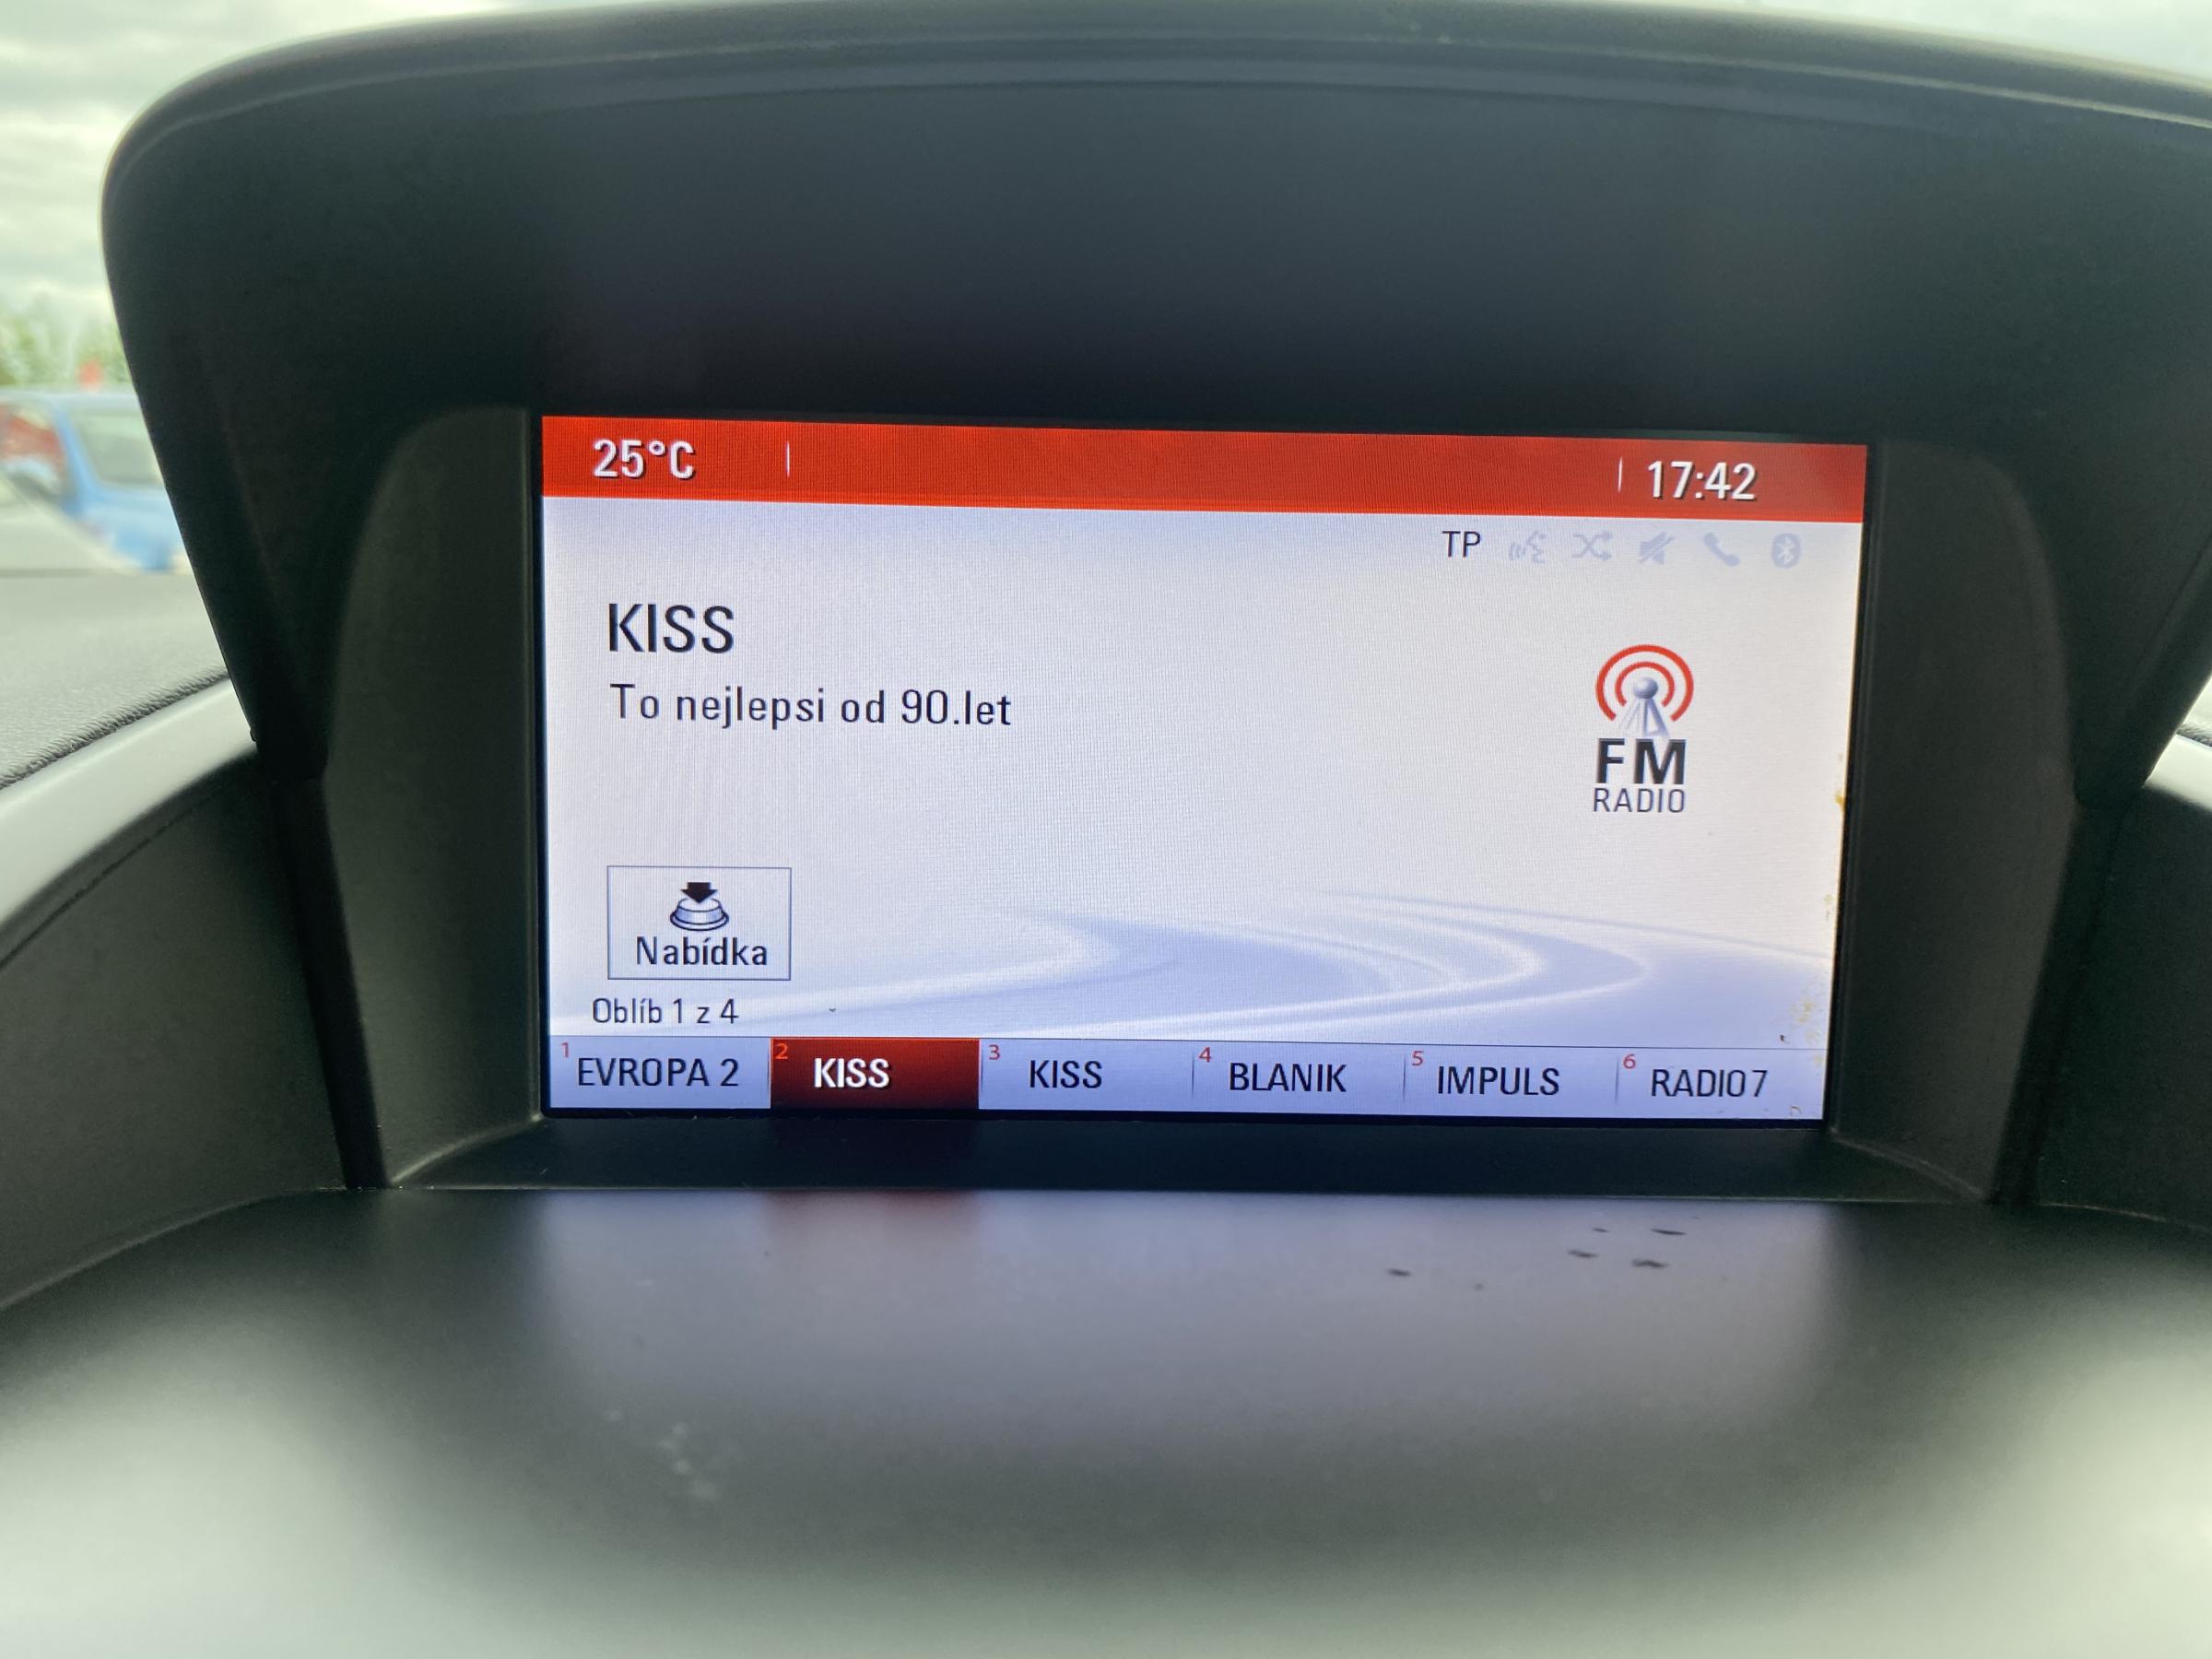 25°C 17:42
TP
KISS
To nejlepsi od 90.let
FM
RADIO
Nabídka
Oblíb 1 z 4
1 EVROPA 2 2 KISS 3 KISS 4 BLANIK 5 IMPULS 6 RADIO7